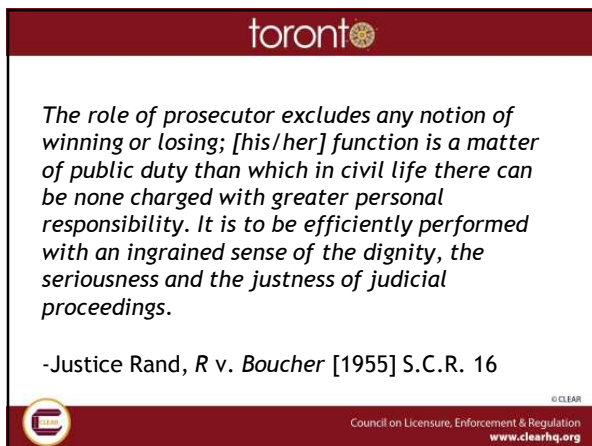 toronto
The role of prosecutor excludes any notion of
winning or losing; [his/her] function is a matter
of public duty than which in civil life there can
be none charged with greater personal
responsibility. It is to be efficiently performed
with an ingrained sense of the dignity, the
seriousness and the justness of judicial
proceedings.
-Justice Rand, R v. Boucher [1955] S.C.R. 16
© CLEAR
CLEAR
Council on Licensure, Enforcement & Regulation
www.clearhq.org